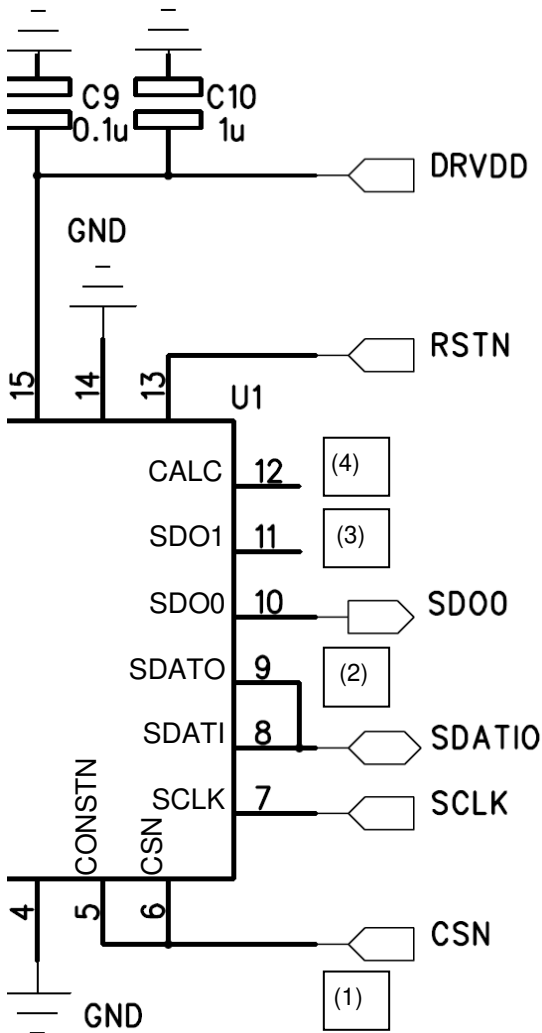 C9
0.1u
C10
1u
DRVDD
GND
RSTN
15
14
13
U1
CALC
12
(4)
SDO1
11
(3)
SDO0
10
SDO0
SDATO
9
(2)
SDATI
8
SDATIO
SCLK
7
SCLK
CONSTN
CSN
4
5
6
CSN
(1)
GND